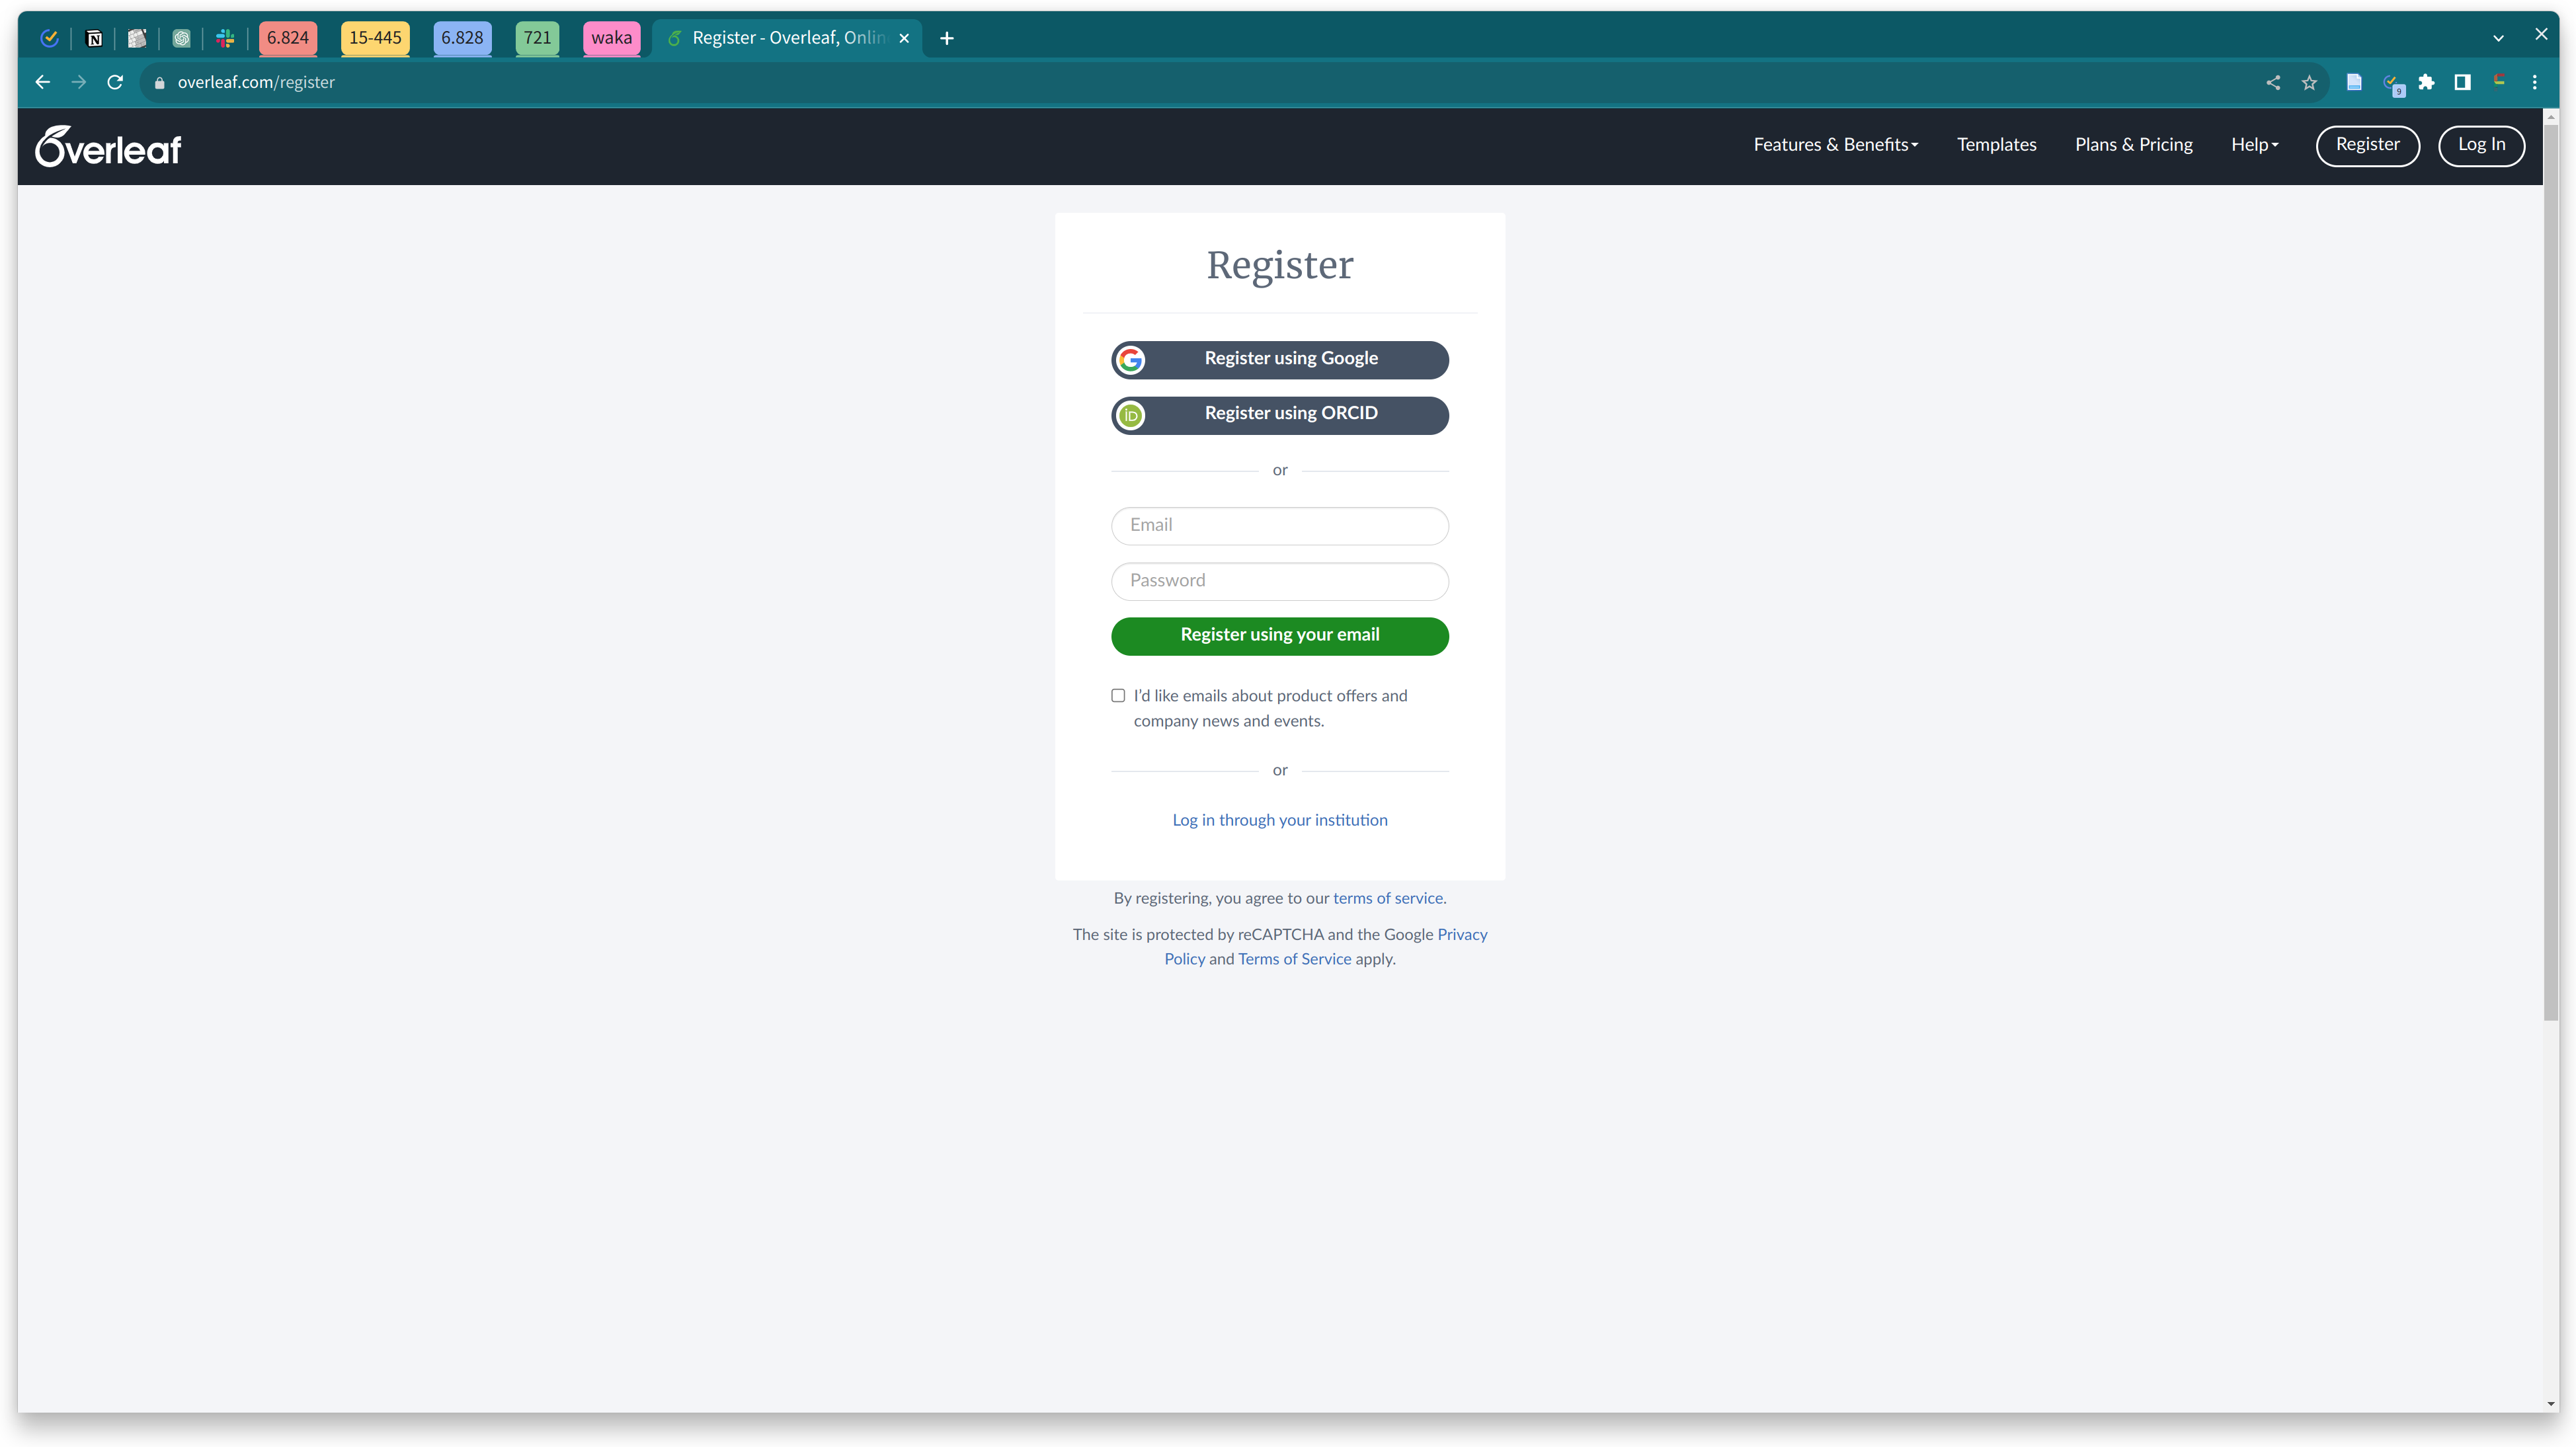 6.824
15-445
6.828
721
waka
Register - Overleaf, Onlin
overleaf.com/register
9
Overleaf
Features & Benefits
Templates
Plans & Pricing
Help
Register
Log In
Register
Register using Google
iD
Register using ORCID
or
Email
Password
Register using your email
I'd like emails about product offers and
company news and events.
or
Log in through your institution
By registering, you agree to our terms of service.
The site is protected by reCAPTCHA and the Google Privacy
Policy and Terms of Service apply.